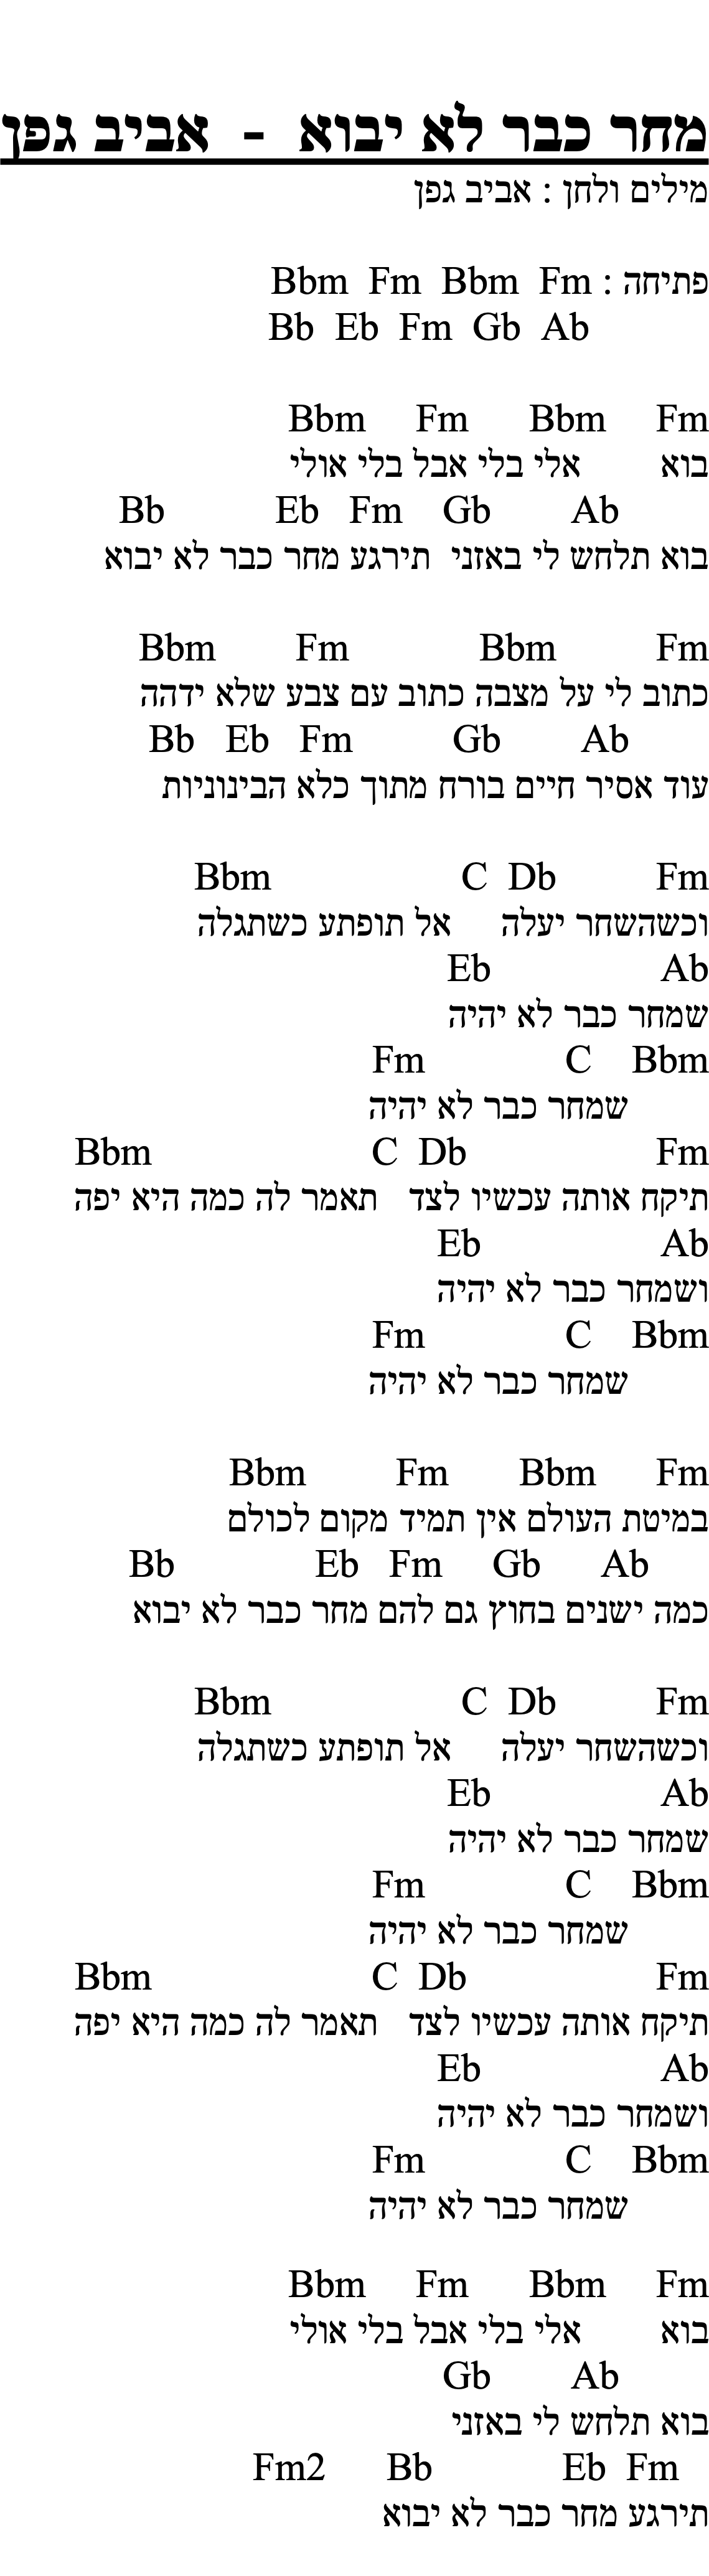 מחר כבר לא יבוא - אביב גפן
מילים ולחן : אביב גפן
פתיחה : Bbm Fm Bbm Fm
Bb Eb Fm Gb Ab
Bbm Fm Bbm Fm
בוא אלי בלי אבל בלי אולי
Bb Eb Fm Gb Ab
בוא תלחש לי באזני תירגע מחר כבר לא יבוא
Bbm Fm Bbm Fm
כתוב לי על מצבה כתוב עם צבע שלא ידהה
Bb Eb Fm Gb Ab
עוד אסיר חיים בורח מתוך כלא הבינוניות
Bbm C Db Fm
וכשהשחר יעלה אל תופתע כשתגלה
Eb Ab
שמחר כבר לא יהיה
Fm C Bbm
שמחר כבר לא יהיה
Bbm C Db Fm
תיקח אותה עכשיו לצד תאמר לה כמה היא יפה
Eb Ab
ושמחר כבר לא יהיה
Fm C Bbm
שמחר כבר לא יהיה
Bbm Fm Bbm Fm
במיטת העולם אין תמיד מקום לכולם
Bb Eb Fm Gb Ab
כמה ישנים בחוץ גם להם מחר כבר לא יבוא
Bbm C Db Fm
וכשהשחר יעלה אל תופתע כשתגלה
Eb Ab
שמחר כבר לא יהיה
Fm C Bbm
שמחר כבר לא יהיה
Bbm C Db Fm
תיקח אותה עכשיו לצד תאמר לה כמה היא יפה
Eb Ab
ושמחר כבר לא יהיה
Fm C Bbm
שמחר כבר לא יהיה
Bbm Fm Bbm Fm
בוא אלי בלי אבל בלי אולי
Gb Ab
בוא תלחש לי באזני
Fm2 Bb Eb Fm
תירגע מחר כבר לא יבוא